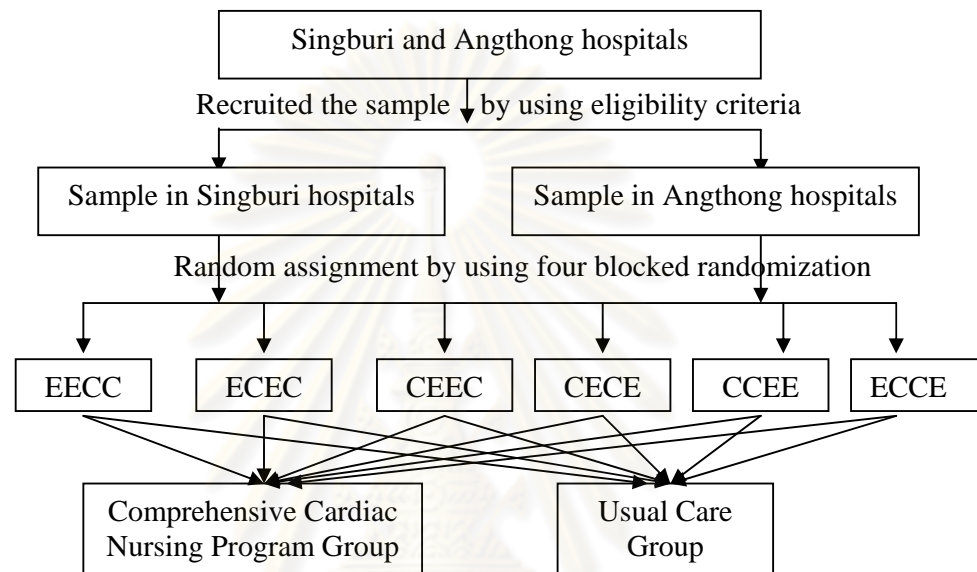 Singburi and Angthong hospitals
Recruited the sample by using eligibility criteria
Sample in Singburi hospitals
Sample in Angthong hospitals
Random assignment by using four blocked randomization
EECC
ECEC
CEEC
CECE
CCEE
ECCE
Comprehensive Cardiac
Nursing Program Group
Usual Care
Group